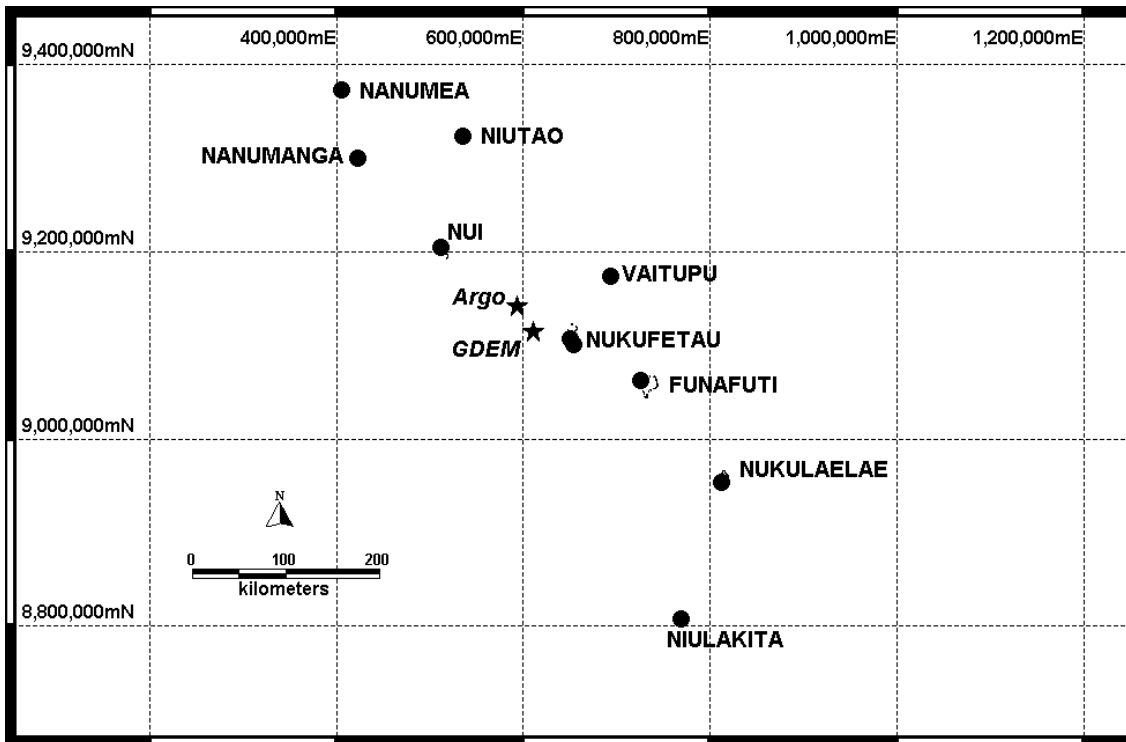 400,000mE 600,000mE 800,000mE 1,000,000mE 1,200,000mE
9,400,000mN
NANUMEA
NIUTAO
NANUMANGA
NUI
9,200,000mN
VAITUPU
Argo
GDEM
NUKUFETAU
FUNAFUTI
9,000,000mN
NUKULAELAE
N
0 100 200
kilometers
8,800,000mN
NIULAKITA